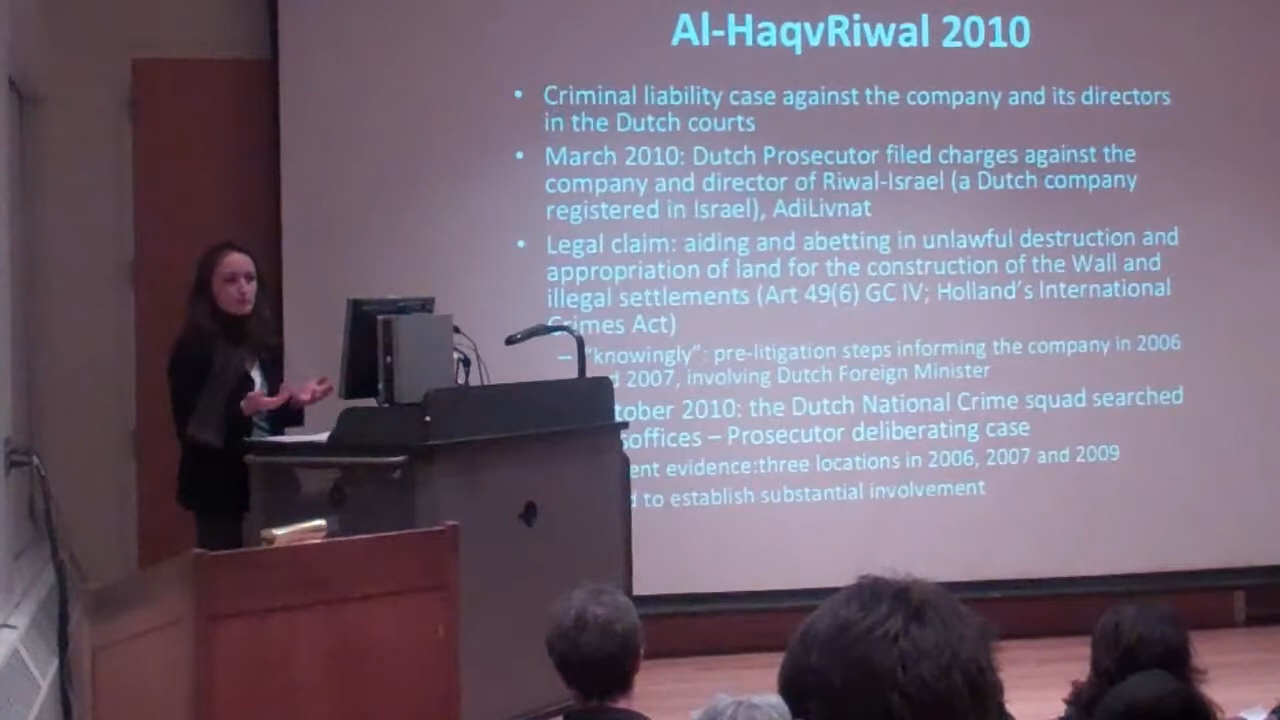 Al-HaqvRiwal 2010
• Criminal liability case against the company and its directors
in the Dutch courts
• March 2010: Dutch Prosecutor filed charges against the
company and director of Riwal-Israel (a Dutch company
registered in Israel), AdiLivnat
• Legal claim: aiding and abetting in unlawful destruction and
appropriation of land for the construction of the Wall and
illegal settlements (Art 49(6) GC IV; Holland's International
Crimes Act)
– "knowingly": pre-litigation steps informing the company in 2006
2007, involving Dutch Foreign Minister
2010: the Dutch National Crime squad searched
– Prosecutor deliberating case
evidence:three locations in 2006, 2007 and 2009
to establish substantial involvement